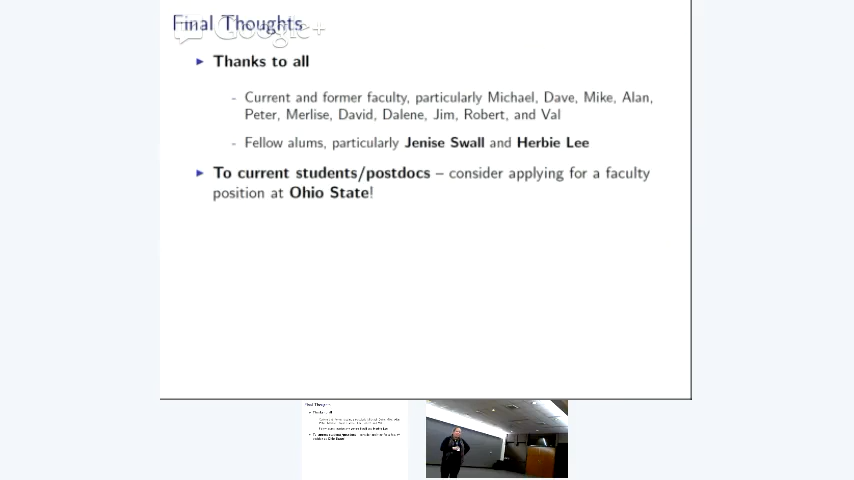 Final Thoughts
Google+
► Thanks to all
- Current and former faculty, particularly Michael, Dave, Mike, Alan,
Peter, Merlise, David, Dalene, Jim, Robert, and Val
- Fellow alums, particularly Jenise Swall and Herbie Lee
► To current students/postdocs – consider applying for a faculty
position at Ohio State!